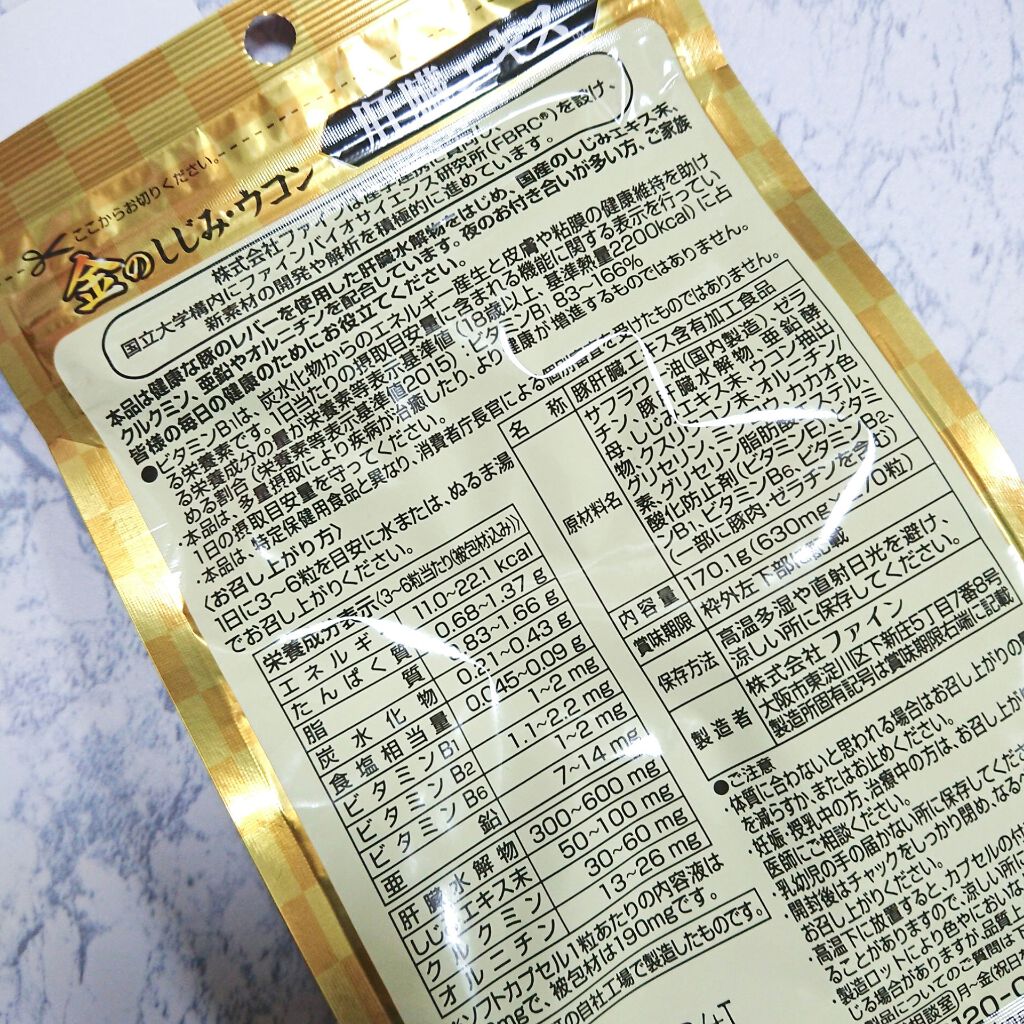 ここからお切りください。
金のしじみウコン
肝臓エキス
株式会社ファインは
国立大学構内にファインバイオサイエンス研究所(FBRC®)を設け、
新素材の開発や解析を積極的に進めています。
本品は健康な豚のレバーを使用した肝臓水解物をはじめ、国産のしじみエキス末、
クルクミン、亜鉛やオルニチンを配合しています。夜のお付き合いが多い方、ご家族
皆様の毎日の健康のためにお役立てください。
●ビタミンB1は、炭水化物からのエネルギー産生と皮膚や粘膜の健康維持を助け
る栄養素です。1日当たりの摂取目安量に含まれる機能に関する表示を行ってい
る栄養成分の量が栄養素等表示基準値(18歳以上、基準熱量2200kcal)に占
める割合(栄養素等表示基準値(2015):ビタミンB1 83~166%
・本品は、多量摂取により疾病が治癒したり、より健康が増進するものではありません。
1日の摂取目安量を守ってください。
・本品は、特定保健用食品と異なり、消費者庁長官による個別審査を受けたものではありません。
〈お召し上がり方〉
1日に3~6粒を目安に水または、ぬるま湯
でお召し上がりください。
栄養成分表示(3~6粒当たり(被包材込み))
エネルギー 11.0~22.1 kcal
たんぱく質 0.68~1.37 g
脂質 0.83~1.66 g
炭水化物 0.21~0.43 g
食塩相当量 0.045~0.09 g
ビタミンB1 1~2 mg
ビタミンB2 1.1~2.2 mg
ビタミンB6 1~2 mg
亜鉛 7~14 mg
肝臓水解物 300~600 mg
しじみエキス末 50~100 mg
クルクミン 30~60 mg
オルニチン 13~26 mg
※ソフトカプセル1粒あたりの内容液は
mgで、被包材は190mgです。
の自社工場で製造したものです。
名称 豚肝臓エキス含有加工食品
原材料名 サフラワー油(国内製造)、ゼラ
チン、豚肝臓水解物、亜鉛酵
母、しじみエキス末、ウコン抽出
物、クスリウコン末、オルニチン/
グリセリン、ミツロウ、カカオ色
素、グリセリン脂肪酸エステル、
酸化防止剤(ビタミンE)、ビタミ
ンB1、ビタミンB6、ビタミンB2
(一部に豚肉・ゼラチンを含む)
内容量 170.1g(630mg×270粒)
賞味期限 枠外左下部に記載
保存方法 高温多湿や直射日光を避け、
涼しい所に保存してください。
製造者 株式会社ファイン
大阪市東淀川区下新庄5丁目7番8号
製造所固有記号は賞味期限右端に記載
●ご注意
・体質に合わないと思われる場合はお召し上がりの
を減らすか、またはお止めください。
・妊娠・授乳中の方、治療中の方は、お召し上が
医師にご相談ください。
・乳幼児の手の届かない所に保存してくださ
・開封後はチャックをしっかり閉め、なる
お召し上がりください。
・高温下に放置すると、カプセルの付
ることがありますので、涼しい所に
・製造ロットにより色やにおいな
じる場合がありますが品質上
製品についてのご質問は下
相談室]月~金(祝日
120-0